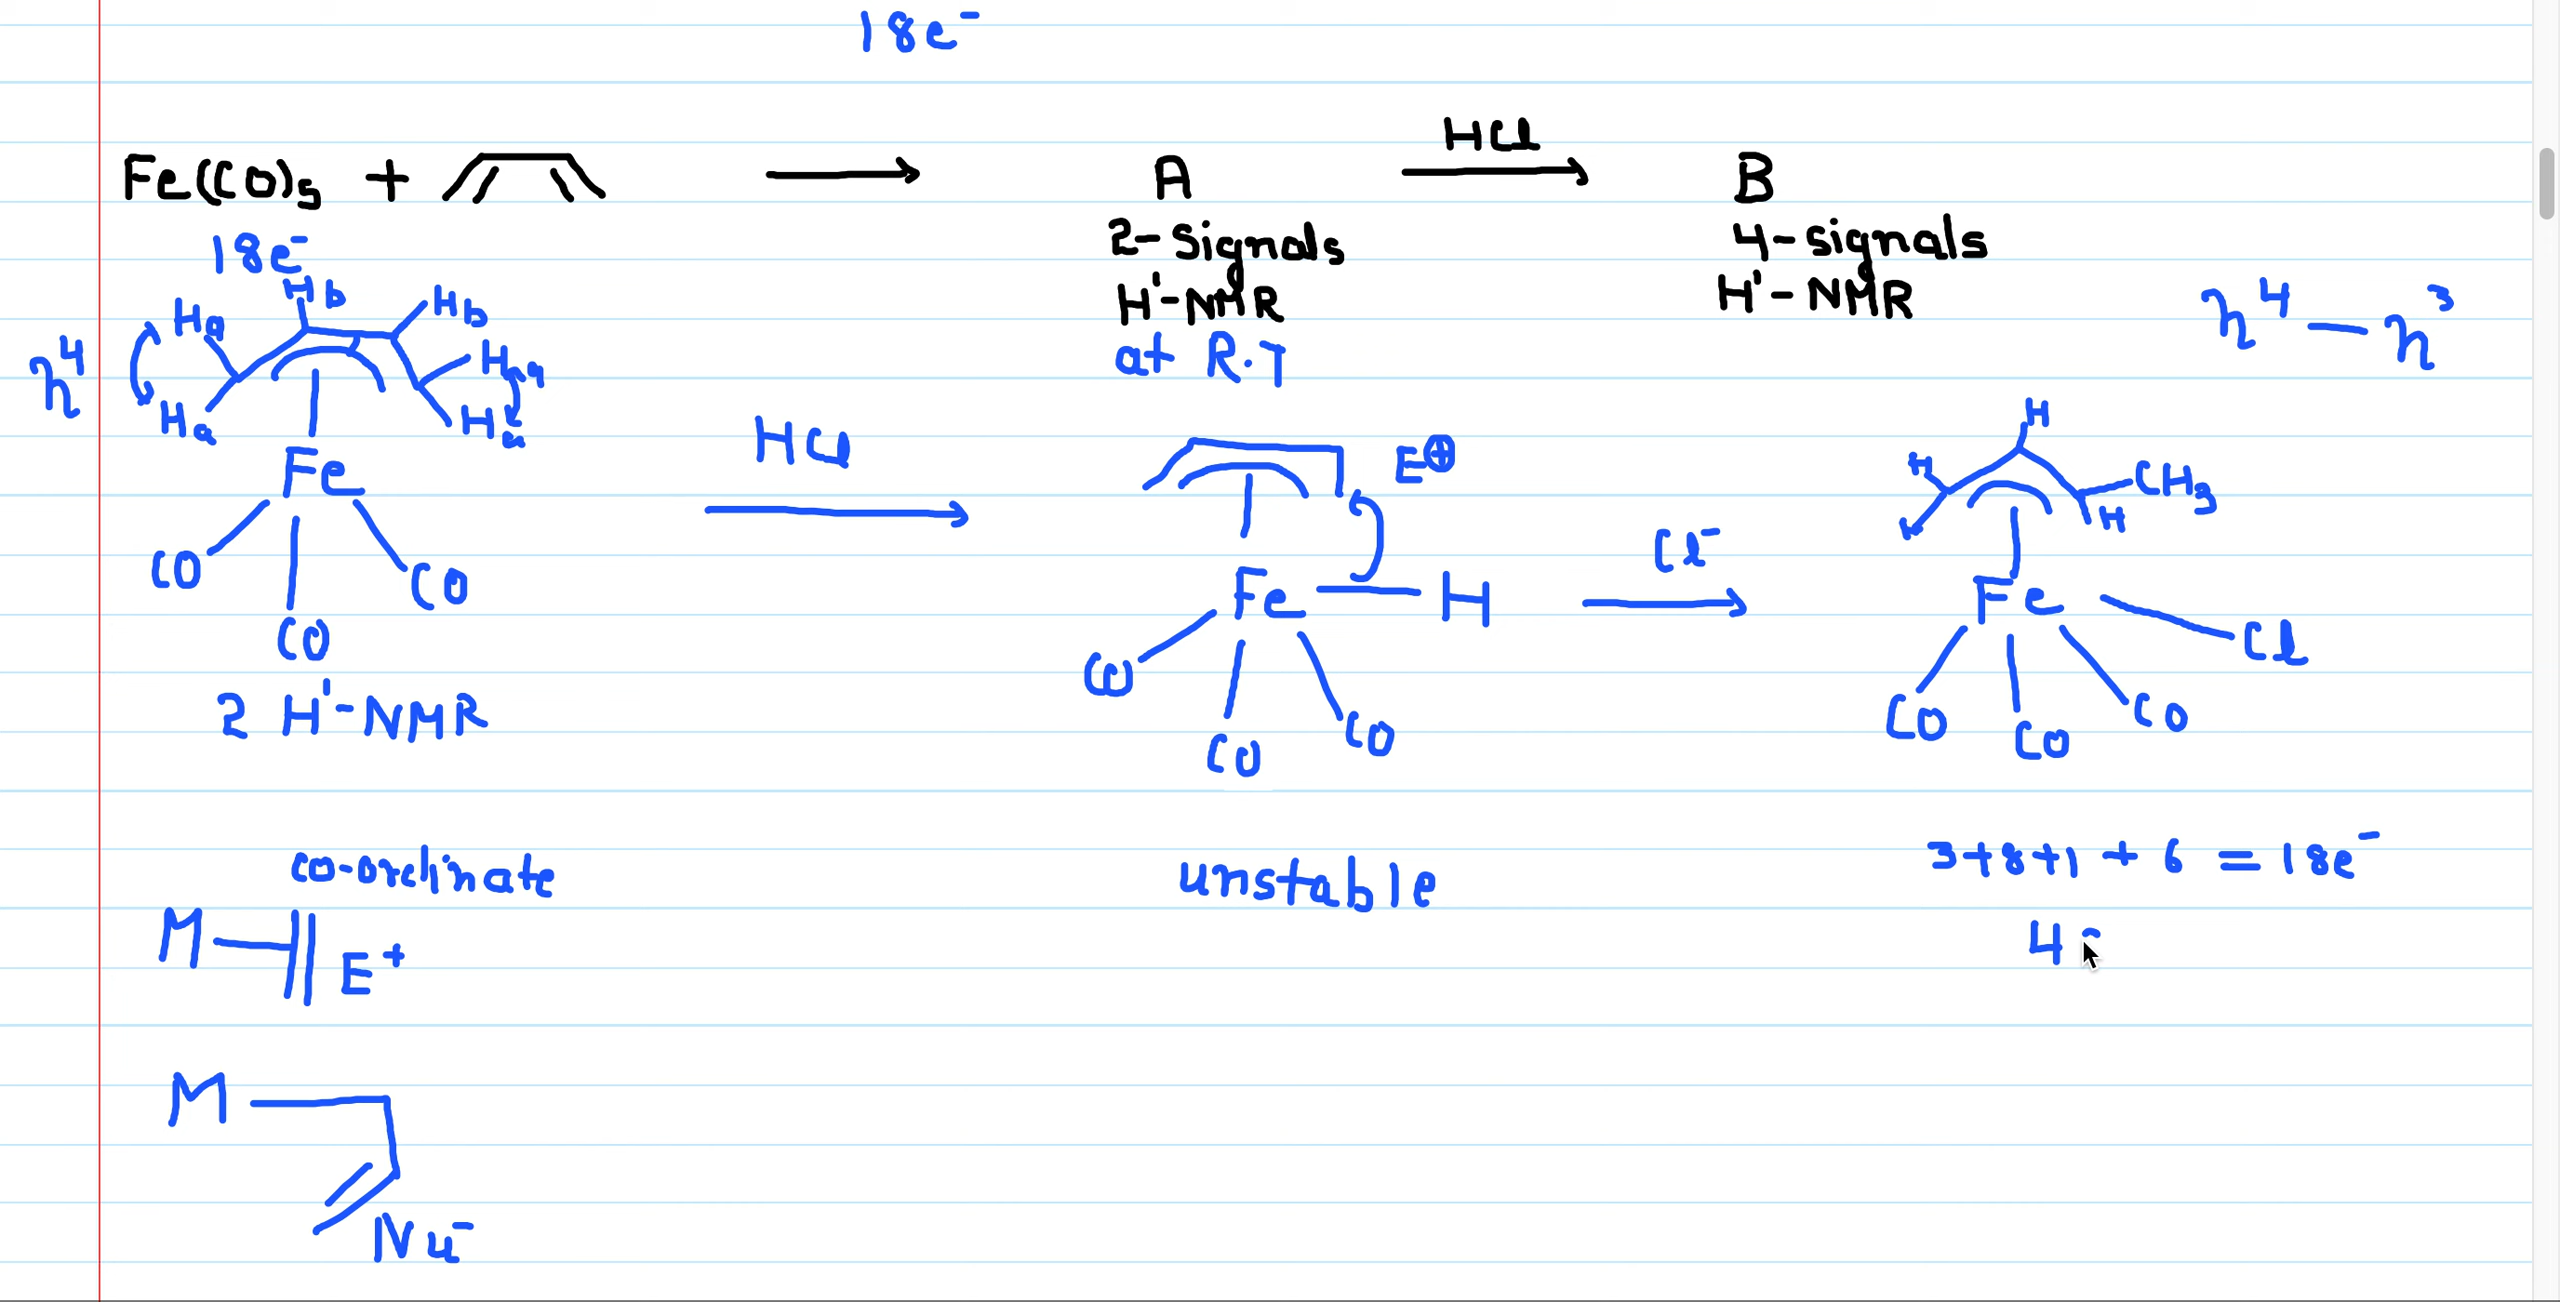 18e⁻
Fe(CO)₅ + → A HCl → B
18e⁻
2-Signals
H'-NMR
at R.T
4-signals
H'-NMR
η⁴ — η³
η⁴
Ha Hb Hb Ha
Ha Ha
Fe
CO CO CO
2 H'-NMR
HCl
E⊕
Fe — H
CO CO CO
Cl⁻
H
H CH₃
H H
Fe Cl
CO CO CO
co-ordinate
M E⁺
unstable
3+8+1+6 = 18e⁻
4
M
Nu⁻